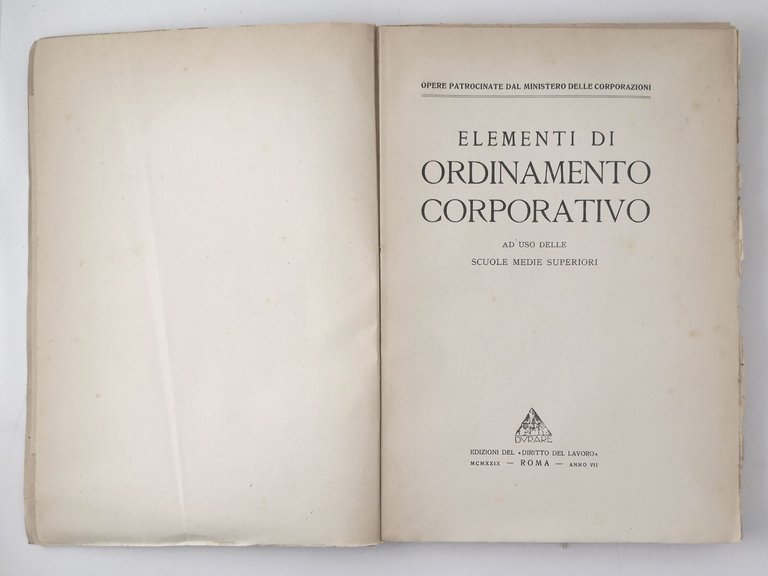 OPERE PATROCINATE DAL MINISTERO DELLE CORPORAZIONI
ELEMENTI DI
ORDINAMENTO
CORPORATIVO
AD USO DELLE
SCUOLE MEDIE SUPERIORI
DVRARE
EDIZIONI DEL «DIRITTO DEL LAVORO»
MCMXXIX — ROMA — ANNO VII